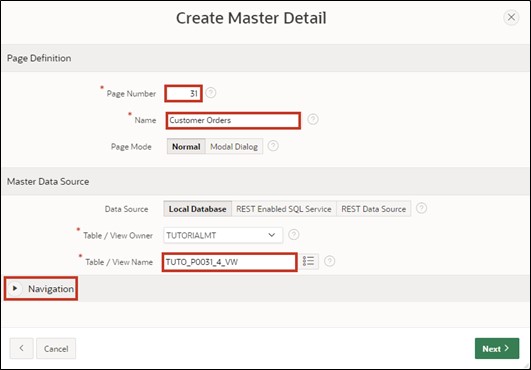 Create Master Detail
Page Definition
* Page Number 31
* Name Customer Orders
Page Mode Normal Modal Dialog
Master Data Source
Data Source Local Database REST Enabled SQL Service REST Data Source
* Table / View Owner TUTORIALMT
* Table / View Name TUTO_P0031_4_VW
Navigation
Cancel Next